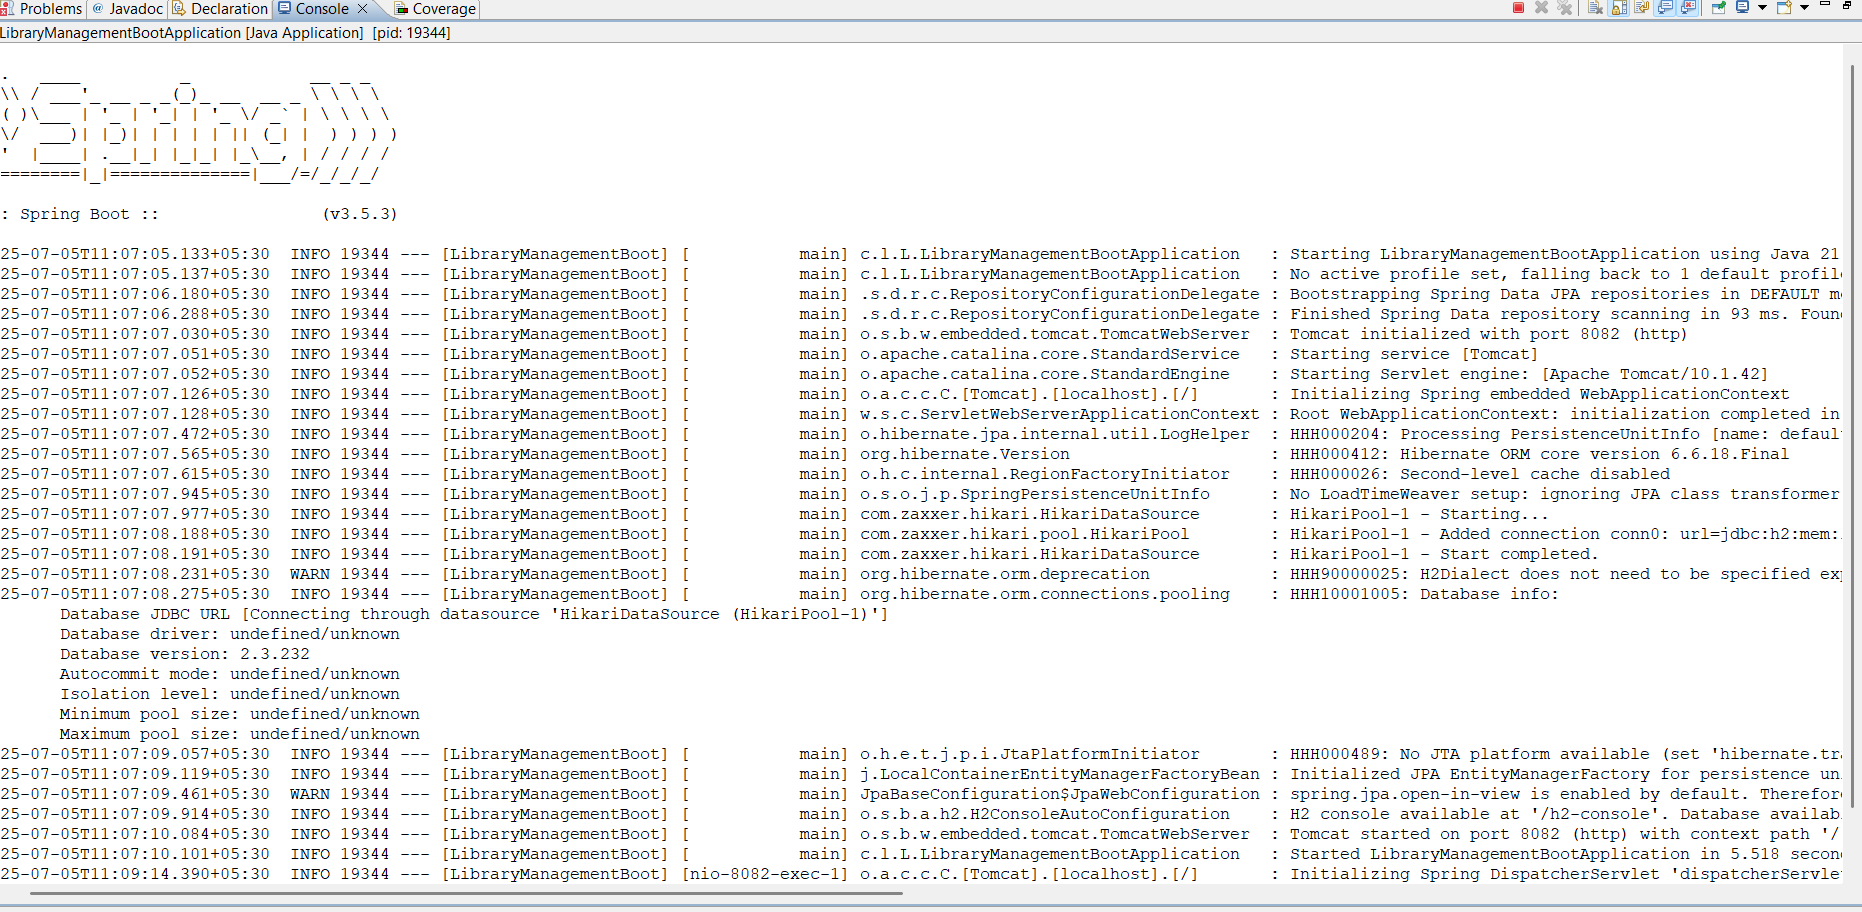 Problems @ Javadoc Declaration Console Coverage
LibraryManagementBootApplication [Java Application] [pid: 19344]
: Spring Boot ::                (v3.5.3)
25-07-05T11:07:05.133+05:30  INFO 19344 --- [LibraryManagementBoot] [           main] c.l.L.LibraryManagementBootApplication   : Starting LibraryManagementBootApplication using Java 21
25-07-05T11:07:05.137+05:30  INFO 19344 --- [LibraryManagementBoot] [           main] c.l.L.LibraryManagementBootApplication   : No active profile set, falling back to 1 default profile
25-07-05T11:07:06.180+05:30  INFO 19344 --- [LibraryManagementBoot] [           main] .s.d.r.c.RepositoryConfigurationDelegate : Bootstrapping Spring Data JPA repositories in DEFAULT mo
25-07-05T11:07:06.288+05:30  INFO 19344 --- [LibraryManagementBoot] [           main] .s.d.r.c.RepositoryConfigurationDelegate : Finished Spring Data repository scanning in 93 ms. Foun
25-07-05T11:07:07.030+05:30  INFO 19344 --- [LibraryManagementBoot] [           main] o.s.b.w.embedded.tomcat.TomcatWebServer  : Tomcat initialized with port 8082 (http)
25-07-05T11:07:07.051+05:30  INFO 19344 --- [LibraryManagementBoot] [           main] o.apache.catalina.core.StandardService   : Starting service [Tomcat]
25-07-05T11:07:07.052+05:30  INFO 19344 --- [LibraryManagementBoot] [           main] o.apache.catalina.core.StandardEngine    : Starting Servlet engine: [Apache Tomcat/10.1.42]
25-07-05T11:07:07.126+05:30  INFO 19344 --- [LibraryManagementBoot] [           main] o.a.c.c.C.[Tomcat].[localhost].[/]       : Initializing Spring embedded WebApplicationContext
25-07-05T11:07:07.128+05:30  INFO 19344 --- [LibraryManagementBoot] [           main] w.s.c.ServletWebServerApplicationContext : Root WebApplicationContext: initialization completed in
25-07-05T11:07:07.472+05:30  INFO 19344 --- [LibraryManagementBoot] [           main] o.hibernate.jpa.internal.util.LogHelper  : HHH000204: Processing PersistenceUnitInfo [name: defaul
25-07-05T11:07:07.565+05:30  INFO 19344 --- [LibraryManagementBoot] [           main] org.hibernate.Version                    : HHH000412: Hibernate ORM core version 6.6.18.Final
25-07-05T11:07:07.615+05:30  INFO 19344 --- [LibraryManagementBoot] [           main] o.h.c.internal.RegionFactoryInitiator    : HHH000026: Second-level cache disabled
25-07-05T11:07:07.945+05:30  INFO 19344 --- [LibraryManagementBoot] [           main] o.s.o.j.p.SpringPersistenceUnitInfo      : No LoadTimeWeaver setup: ignoring JPA class transformer
25-07-05T11:07:07.977+05:30  INFO 19344 --- [LibraryManagementBoot] [           main] com.zaxxer.hikari.HikariDataSource       : HikariPool-1 - Starting...
25-07-05T11:07:08.188+05:30  INFO 19344 --- [LibraryManagementBoot] [           main] com.zaxxer.hikari.pool.HikariPool        : HikariPool-1 - Added connection conn0: url=jdbc:h2:mem:
25-07-05T11:07:08.191+05:30  INFO 19344 --- [LibraryManagementBoot] [           main] com.zaxxer.hikari.HikariDataSource       : HikariPool-1 - Start completed.
25-07-05T11:07:08.231+05:30  WARN 19344 --- [LibraryManagementBoot] [           main] org.hibernate.orm.deprecation            : HHH90000025: H2Dialect does not need to be specified exp
25-07-05T11:07:08.275+05:30  INFO 19344 --- [LibraryManagementBoot] [           main] org.hibernate.orm.connections.pooling    : HHH10001005: Database info:
Database JDBC URL [Connecting through datasource 'HikariDataSource (HikariPool-1)']
Database driver: undefined/unknown
Database version: 2.3.232
Autocommit mode: undefined/unknown
Isolation level: undefined/unknown
Minimum pool size: undefined/unknown
Maximum pool size: undefined/unknown
25-07-05T11:07:09.057+05:30  INFO 19344 --- [LibraryManagementBoot] [           main] o.h.e.t.j.p.i.JtaPlatformInitiator       : HHH000489: No JTA platform available (set 'hibernate.tra
25-07-05T11:07:09.119+05:30  INFO 19344 --- [LibraryManagementBoot] [           main] j.LocalContainerEntityManagerFactoryBean : Initialized JPA EntityManagerFactory for persistence un
25-07-05T11:07:09.461+05:30  WARN 19344 --- [LibraryManagementBoot] [           main] JpaBaseConfiguration$JpaWebConfiguration : spring.jpa.open-in-view is enabled by default. Therefor
25-07-05T11:07:09.914+05:30  INFO 19344 --- [LibraryManagementBoot] [           main] o.s.b.a.h2.H2ConsoleAutoConfiguration    : H2 console available at '/h2-console'. Database availab
25-07-05T11:07:10.084+05:30  INFO 19344 --- [LibraryManagementBoot] [           main] o.s.b.w.embedded.tomcat.TomcatWebServer  : Tomcat started on port 8082 (http) with context path '/
25-07-05T11:07:10.101+05:30  INFO 19344 --- [LibraryManagementBoot] [           main] c.l.L.LibraryManagementBootApplication   : Started LibraryManagementBootApplication in 5.518 secon
25-07-05T11:09:14.390+05:30  INFO 19344 --- [LibraryManagementBoot] [nio-8082-exec-1] o.a.c.c.C.[Tomcat].[localhost].[/]       : Initializing Spring DispatcherServlet 'dispatcherServle